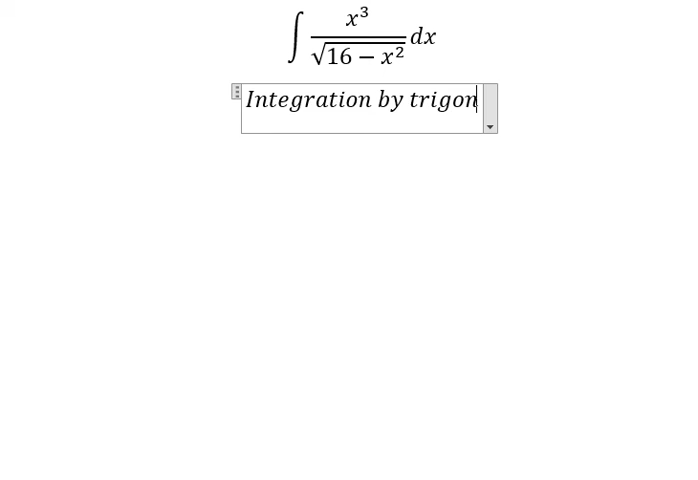 ∫ x³/√(16 − x²) dx
Integration by trigon